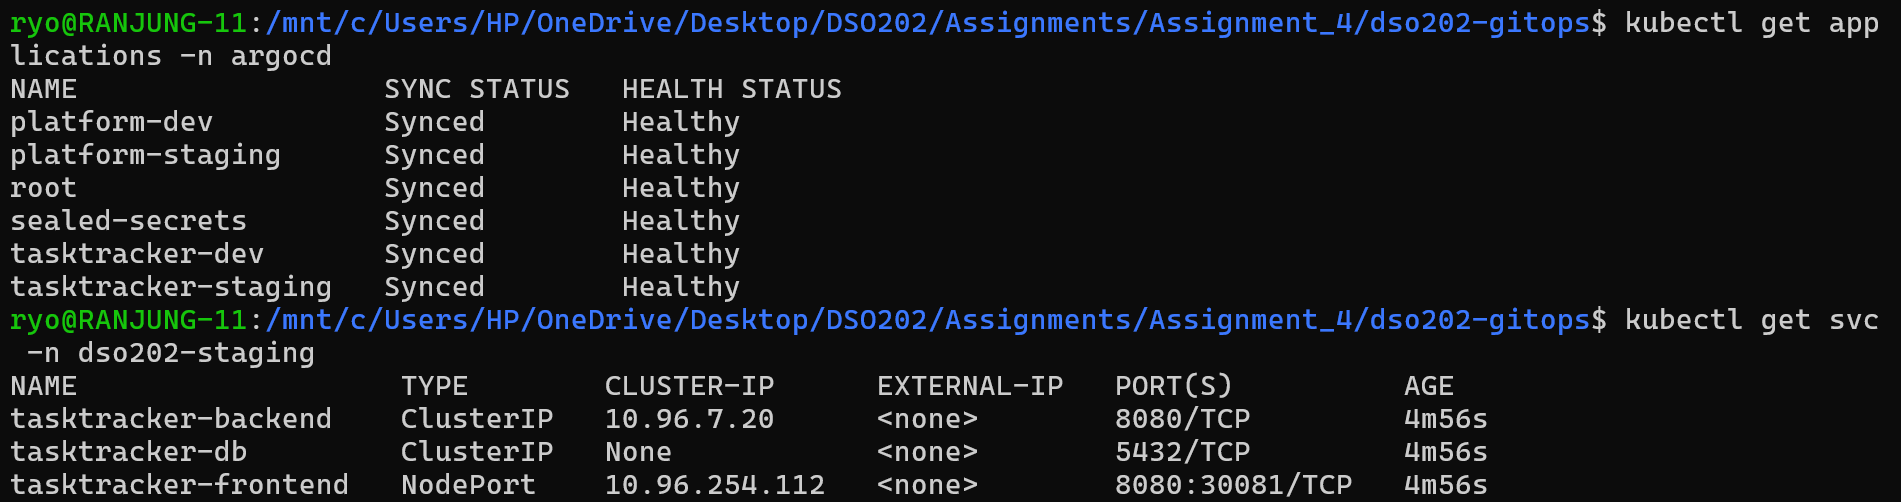 ryo@RANJUNG-11:/mnt/c/Users/HP/OneDrive/Desktop/DSO202/Assignments/Assignment_4/dso202-gitops$ kubectl get app
lications -n argocd
NAME                  SYNC STATUS   HEALTH STATUS
platform-dev          Synced        Healthy
platform-staging      Synced        Healthy
root                  Synced        Healthy
sealed-secrets        Synced        Healthy
tasktracker-dev       Synced        Healthy
tasktracker-staging   Synced        Healthy
ryo@RANJUNG-11:/mnt/c/Users/HP/OneDrive/Desktop/DSO202/Assignments/Assignment_4/dso202-gitops$ kubectl get svc
 -n dso202-staging
NAME                   TYPE        CLUSTER-IP      EXTERNAL-IP   PORT(S)          AGE
tasktracker-backend    ClusterIP   10.96.7.20      <none>        8080/TCP         4m56s
tasktracker-db         ClusterIP   None            <none>        5432/TCP         4m56s
tasktracker-frontend   NodePort    10.96.254.112   <none>        8080:30081/TCP   4m56s